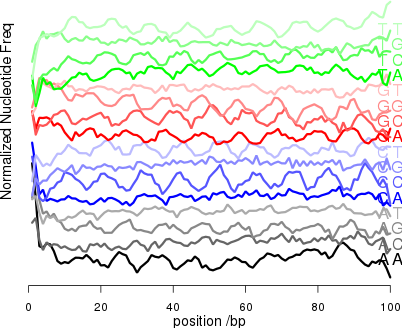 Normalized Nucleotide Freq
T T
T G
T C
T A
G T
G G
G C
G A
C T
C G
C C
C A
A T
A G
A C
A A
0 20 40 60 80 100
position /bp